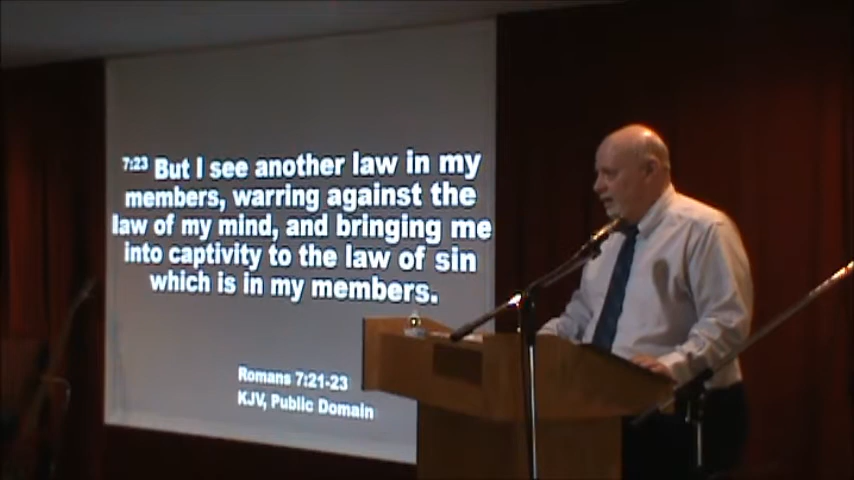 7:23 But I see another law in my
members, warring against the
law of my mind, and bringing me
into captivity to the law of sin
which is in my members.
Romans 7:21-23
KJV, Public Domain